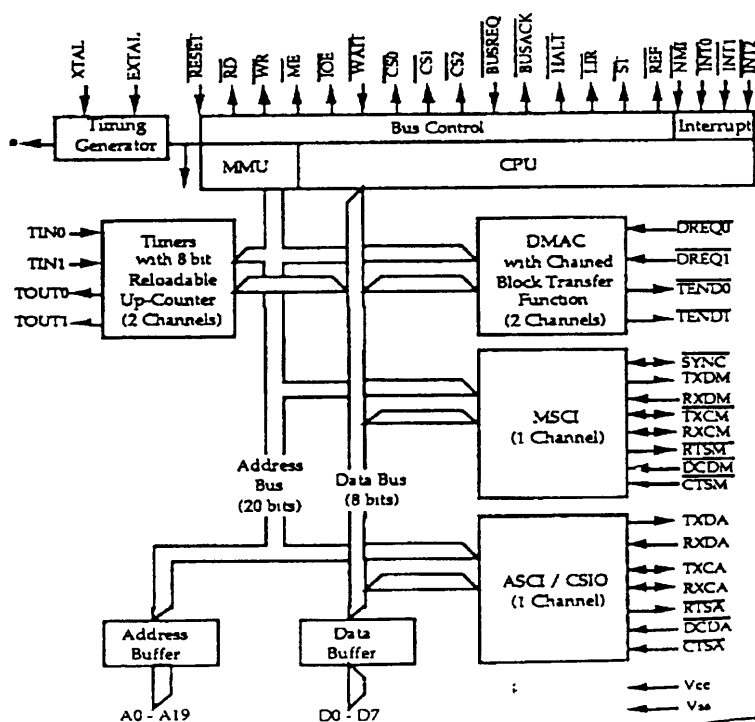 XTAL
EXTAL
RESET
RD
WR
ME
IOE
WAIT
CS0
CS1
CS2
BUSREQ
BUSACK
HALT
LIR
ST
REF
NMI
INT0
INT1
INT2
ø
Timing
Generator
Bus Control
Interrupt
MMU
CPU
TIN0
TIN1
TOUT0
TOUT1
Timers
with 8 bit
Reloadable
Up-Counter
(2 Channels)
DMAC
with Chained
Block Transfer
Function
(2 Channels)
DREQ0
DREQ1
TEND0
TEND1
MSCI
(1 Channel)
SYNC
TXDM
RXDM
TXCM
RXCM
RTSM
DCDM
CTSM
Address
Bus
(20 bits)
Data Bus
(8 bits)
ASCI / CSIO
(1 Channel)
TXDA
RXDA
TXCA
RXCA
RTSA
DCDA
CTSA
Address
Buffer
Data
Buffer
Vcc
Vss
A0 - A19
D0 - D7